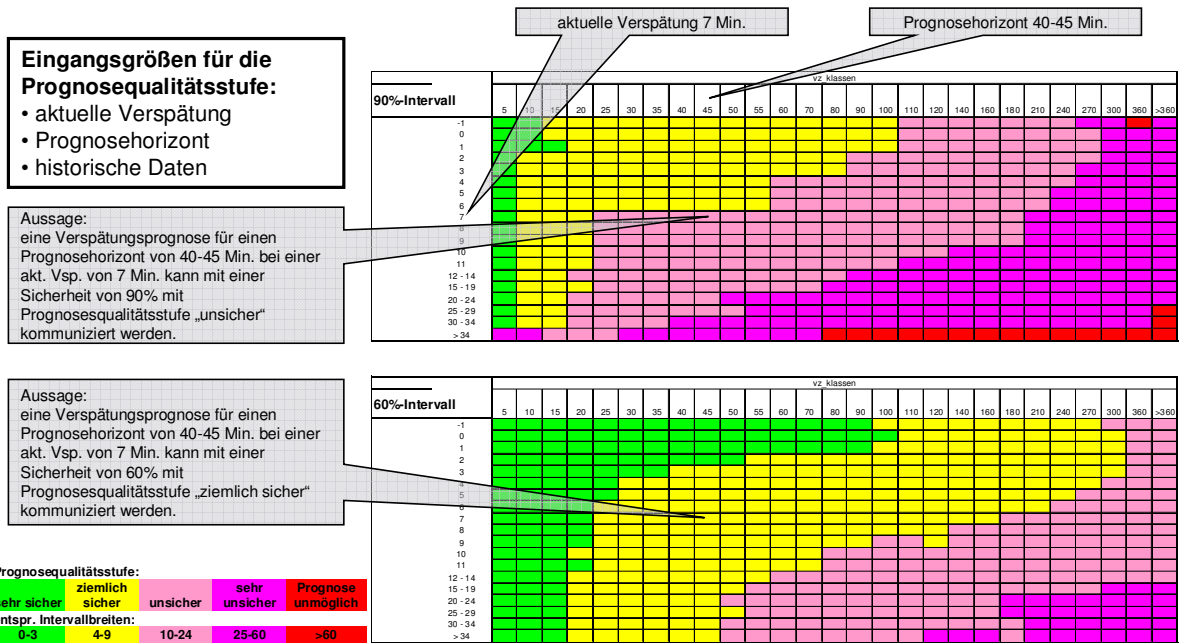 aktuelle Verspätung 7 Min.
Prognosehorizont 40-45 Min.
Eingangsgrößen für die
Prognosequalitätsstufe:
• aktuelle Verspätung
• Prognosehorizont
• historische Daten
vz_klassen
90%-Intervall
5 10 15 20 25 30 35 40 45 50 55 60 70 80 90 100 110 120 140 160 180 210 240 270 300 360 >360
-1
0
1
2
3
4
5
6
7
8
9
10
11
12 - 14
15 - 19
20 - 24
25 - 29
30 - 34
> 34
Aussage:
eine Verspätungsprognose für einen
Prognosehorizont von 40-45 Min. bei einer
akt. Vsp. von 7 Min. kann mit einer
Sicherheit von 90% mit
Prognosesqualitätsstufe „unsicher“
kommuniziert werden.
vz_klassen
60%-Intervall
5 10 15 20 25 30 35 40 45 50 55 60 70 80 90 100 110 120 140 160 180 210 240 270 300 360 >360
-1
0
1
2
3
4
5
6
7
8
9
10
11
12 - 14
15 - 19
20 - 24
25 - 29
30 - 34
> 34
Aussage:
eine Verspätungsprognose für einen
Prognosehorizont von 40-45 Min. bei einer
akt. Vsp. von 7 Min. kann mit einer
Sicherheit von 60% mit
Prognosesqualitätsstufe „ziemlich sicher“
kommuniziert werden.
Prognosequalitätsstufe:
sehr sicher ziemlich sicher unsicher sehr unsicher Prognose unmöglich
entspr. Intervallbreiten:
0-3 4-9 10-24 25-60 >60